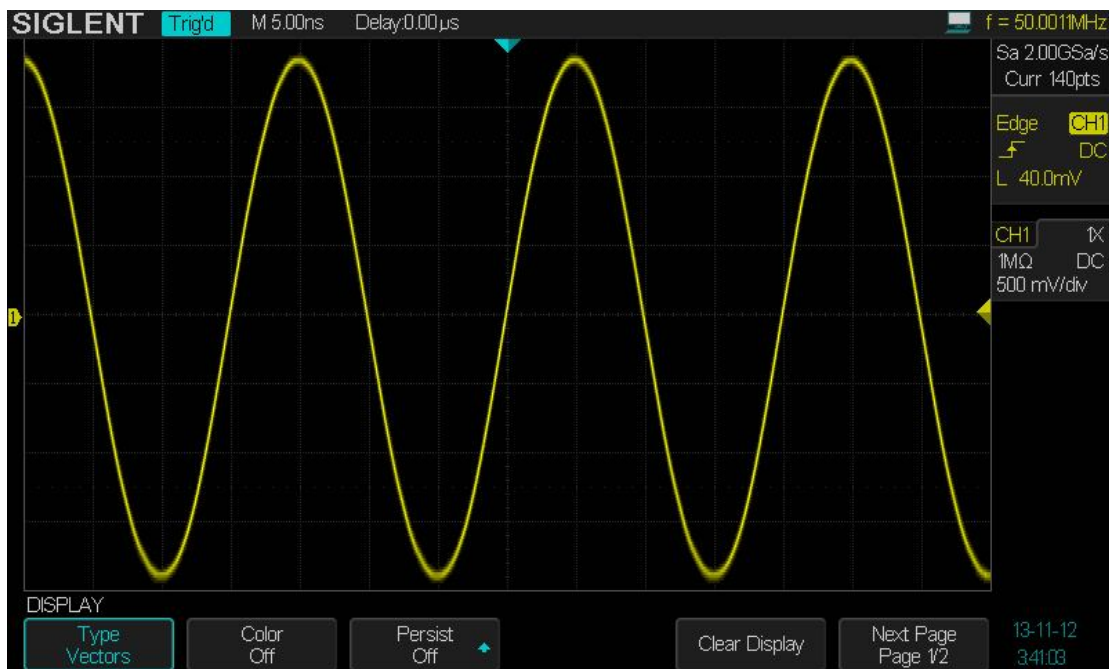 SIGLENT Trig'd M 5.00ns Delay:0.00µs f = 50.0011MHz
Sa 2.00GSa/s
Curr 140pts
Edge CH1
DC
L 40.0mV
CH1 1X
1MΩ DC
500 mV/div
1
DISPLAY
Type
Vectors
Color
Off
Persist
Off
Clear Display
Next Page
Page 1/2
13-11-12
3:41:03